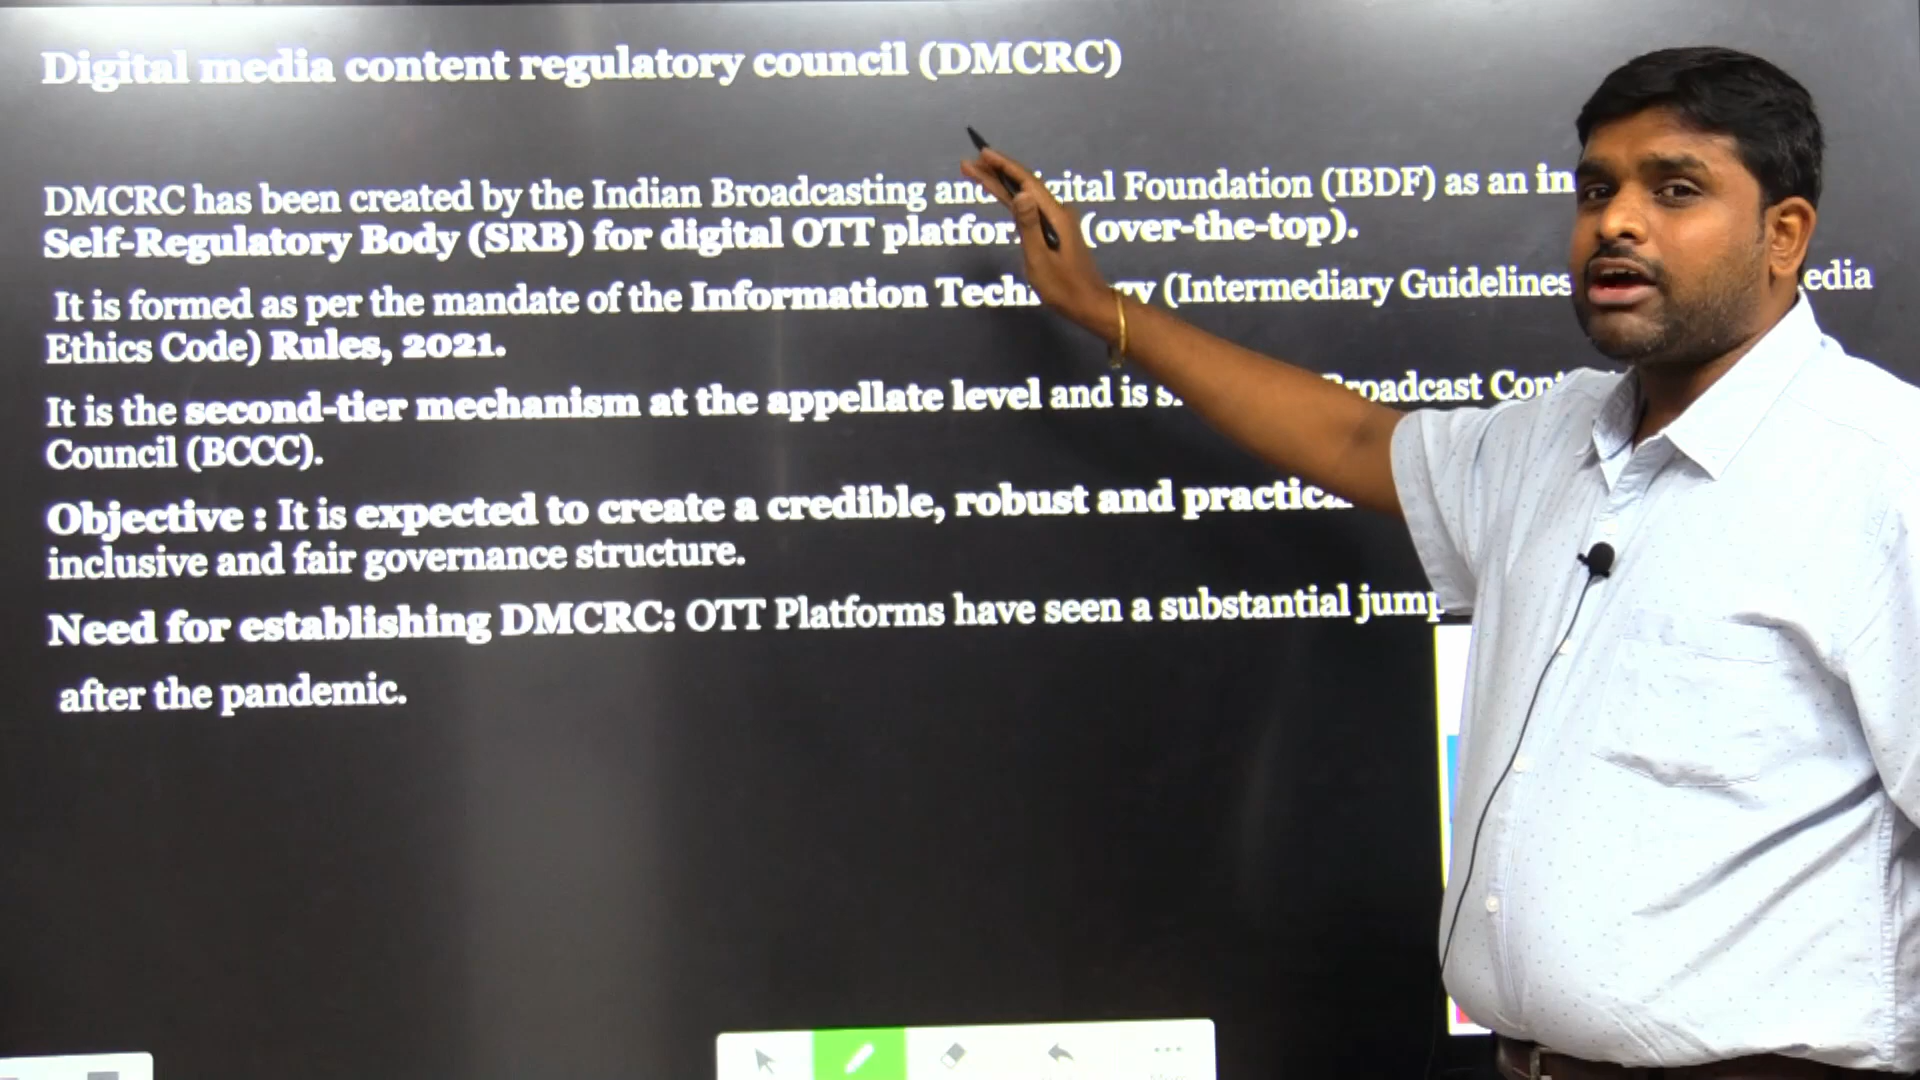 Digital media content regulatory council (DMCRC)
DMCRC has been created by the Indian Broadcasting and Digital Foundation (IBDF) as an
Self-Regulatory Body (SRB) for digital OTT (over-the-top).
It is formed as per the mandate of the Information (Intermediary Guidelines
Ethics Code) Rules, 2021.
It is the second-tier mechanism at the appellate level and is Broadcast
Council (BCCC).
Objective : It is expected to create a credible, robust and
inclusive and fair governance structure.
Need for establishing DMCRC: OTT Platforms have seen a substantial jump
after the pandemic.